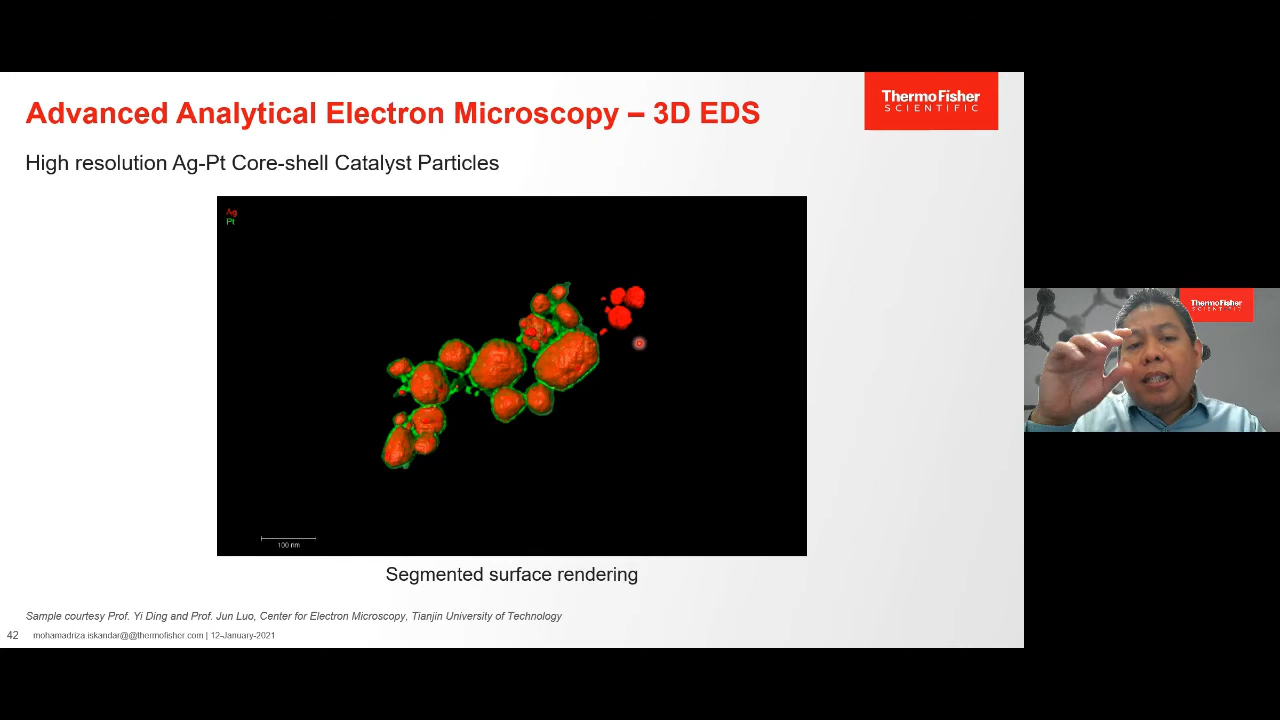 Advanced Analytical Electron Microscopy – 3D EDS
ThermoFisher
SCIENTIFIC
High resolution Ag-Pt Core-shell Catalyst Particles
Ag
Pt
100 nm
Segmented surface rendering
Sample courtesy Prof. Yi Ding and Prof. Jun Luo, Center for Electron Microscopy, Tianjin University of Technology
42 mohamadriza.iskandar@@thermofisher.com | 12-January-2021
ThermoFisher
SCIENTIFIC